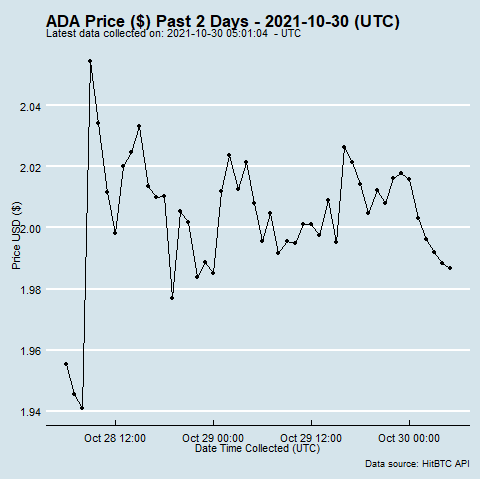 ADA Price ($) Past 2 Days - 2021-10-30 (UTC)
Latest data collected on: 2021-10-30 05:01:04 - UTC
2.04
2.02
2.00
1.98
1.96
1.94
Price USD ($)
Oct 28 12:00
Oct 29 00:00
Oct 29 12:00
Oct 30 00:00
Date Time Collected (UTC)
Data source: HitBTC API